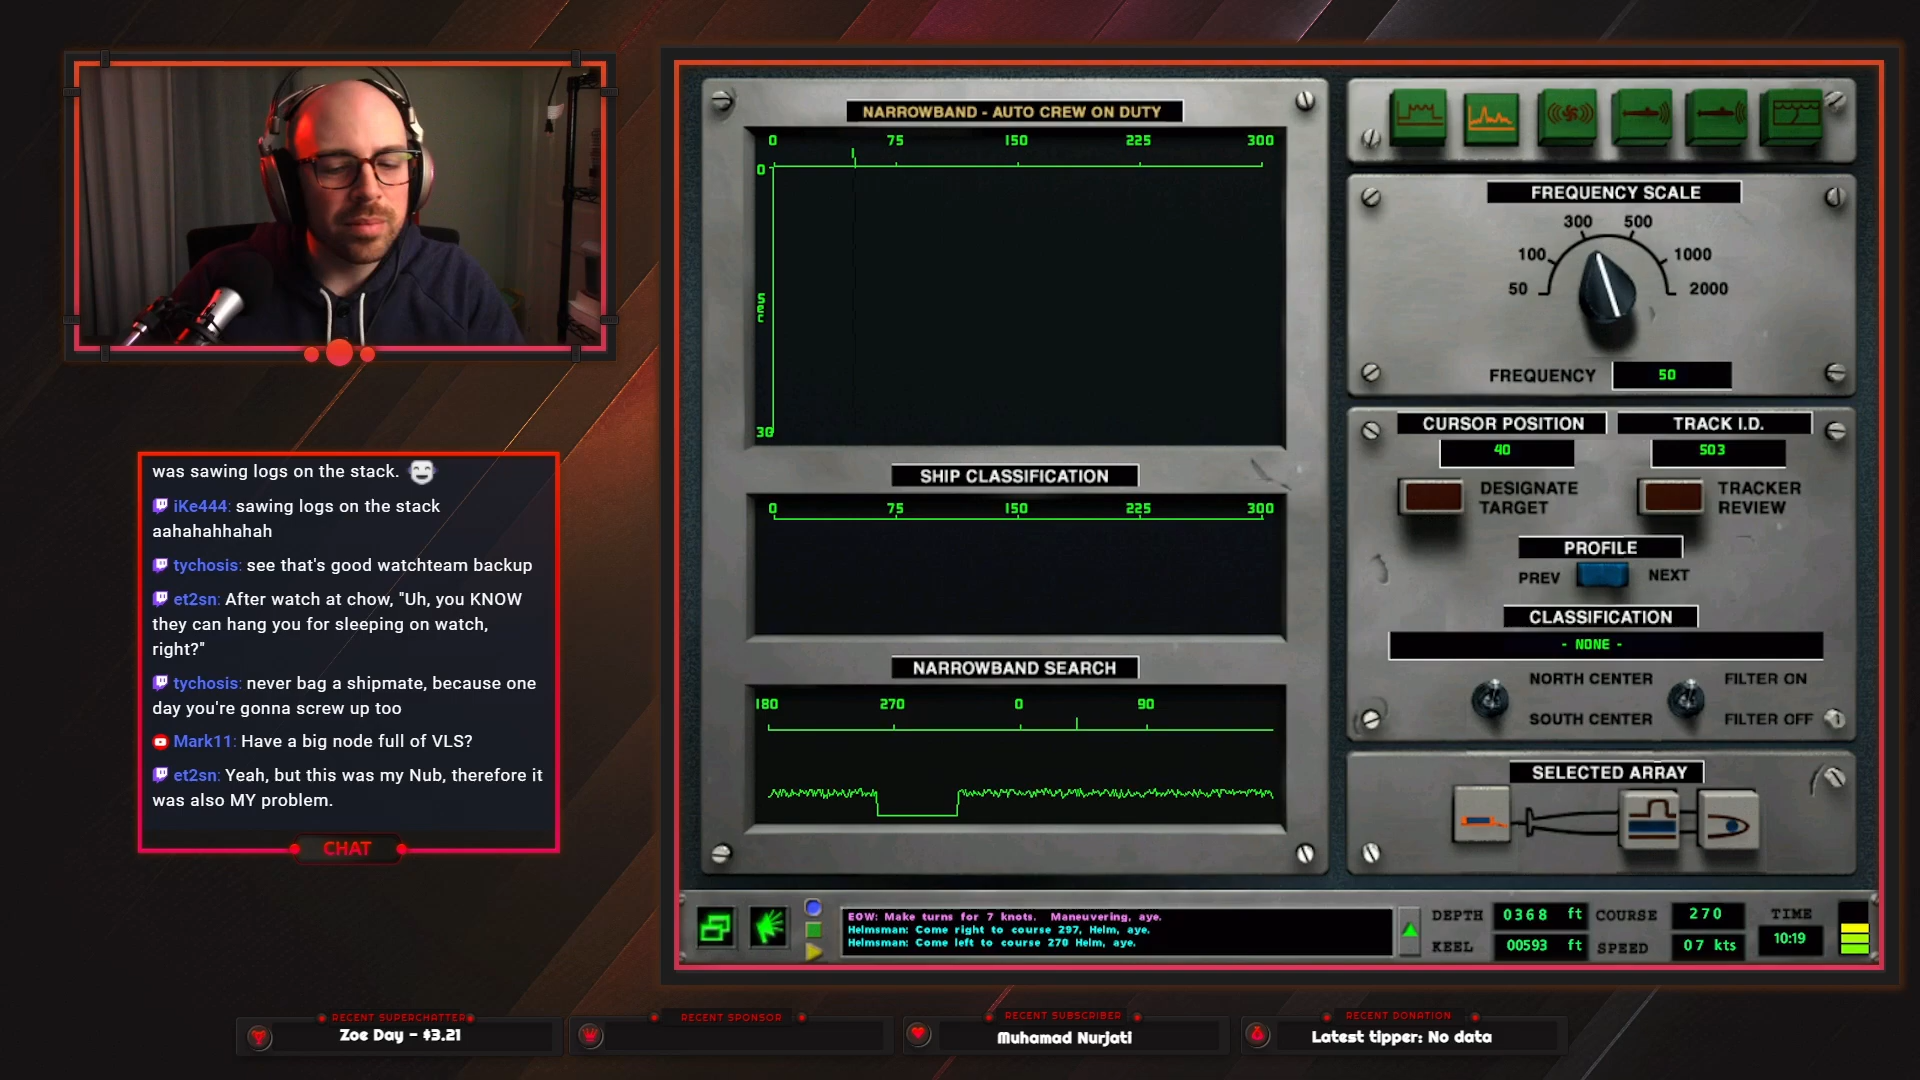 was sawing logs on the stack.
iKe444: sawing logs on the stack
aahahahhahah
tychosis: see that's good watchteam backup
et2sn: After watch at chow, "Uh, you KNOW
they can hang you for sleeping on watch,
right?"
tychosis: never bag a shipmate, because one
day you're gonna screw up too
Mark11: Have a big node full of VLS?
et2sn: Yeah, but this was my Nub, therefore it
was also MY problem.
CHAT
NARROWBAND - AUTO CREW ON DUTY
0 75 150 225 300
0
Sec
30
SHIP CLASSIFICATION
0 75 150 225 300
NARROWBAND SEARCH
180 270 0 90
FREQUENCY SCALE
300 500
100 1000
50 2000
FREQUENCY 50
CURSOR POSITION TRACK I.D.
40 503
DESIGNATE TARGET
TRACKER REVIEW
PROFILE
PREV NEXT
CLASSIFICATION
- NONE -
NORTH CENTER FILTER ON
SOUTH CENTER FILTER OFF
SELECTED ARRAY
EOW: Make turns for 7 knots. Maneuvering, aye.
Helmsman: Come right to course 297, Helm, aye.
Helmsman: Come left to course 270 Helm, aye.
DEPTH 0368 ft COURSE 270 TIME
KEEL 00593 ft SPEED 07 kts 10:19
RECENT SUPERCHATTER
Zoe Day - $3.21
RECENT SPONSOR
RECENT SUBSCRIBER
Muhamad Nurjati
RECENT DONATION
Latest tipper: No data